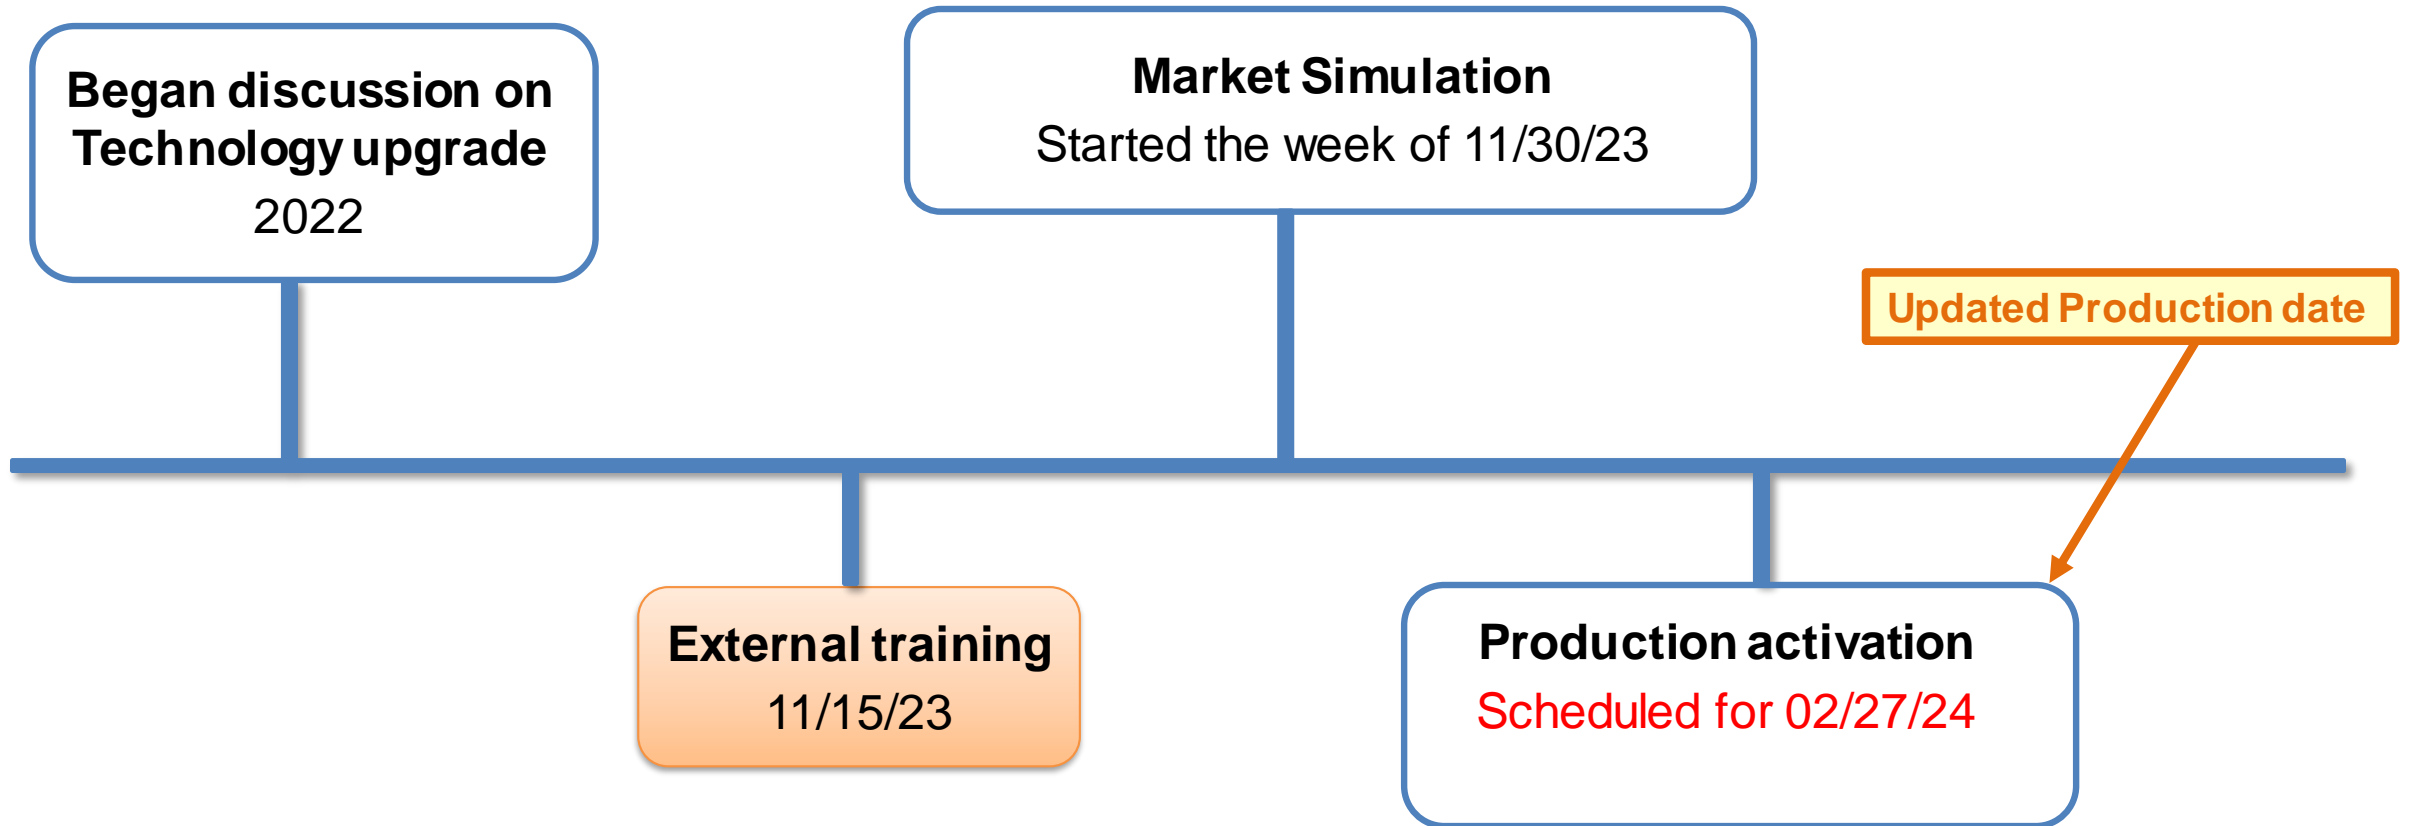 Began discussion on
Technology upgrade
2022
Market Simulation
Started the week of 11/30/23
Updated Production date
External training
11/15/23
Production activation
Scheduled for 02/27/24